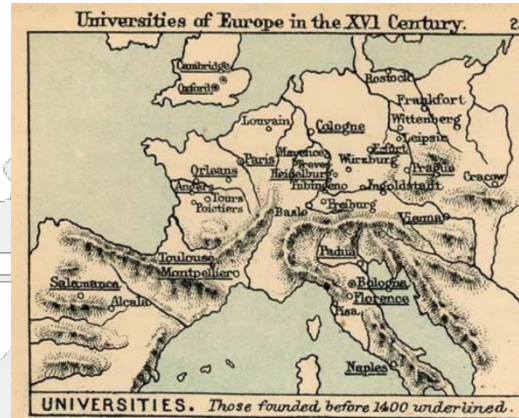 Universities of Europe in the XVI Century.
Cambridge
Oxford
Rostock
Frankfort
Wittenberg
Leipsic
Louvain
Cologne
Erfurt
Paris
Mayence
Treves
Wirzburg
Prague
Cracow
Heidelburg
Orleans
Tubingen
Ingoldstadt
Angers
Tours
Poictiers
Basle
Freiburg
Vienna
Toulouse
Montpellier
Padua
Bologna
Florence
Pisa
Salamanca
Alcala
Naples
UNIVERSITIES. Those founded before 1400 underlined.